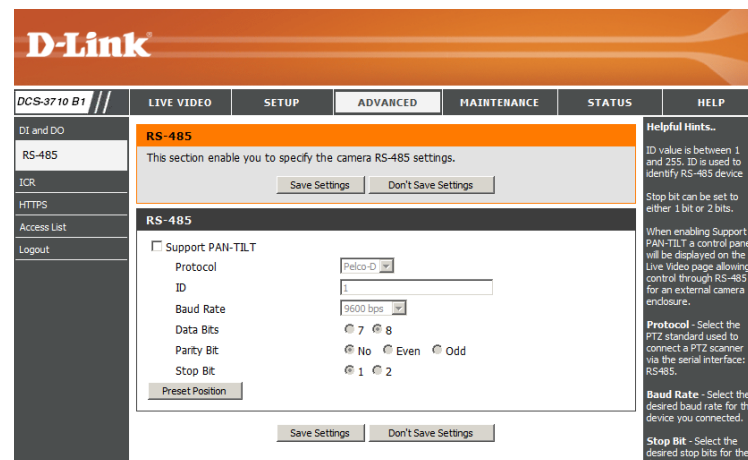 D-Link
DCS-3710 B1
LIVE VIDEO
SETUP
ADVANCED
MAINTENANCE
STATUS
HELP
DI and DO
RS-485
ICR
HTTPS
Access List
Logout
RS-485
This section enable you to specify the camera RS-485 settings.
Save Settings
Don't Save Settings
RS-485
Support PAN-TILT
Protocol
Pelco-D
ID
1
Baud Rate
9600 bps
Data Bits
7 8
Parity Bit
No Even Odd
Stop Bit
1 2
Preset Position
Save Settings
Don't Save Settings
Helpful Hints..
ID value is between 1
and 255. ID is used to
identify RS-485 device
Stop bit can be set to
either 1 bit or 2 bits.
When enabling Support
PAN-TILT a control pane
will be displayed on the
Live Video page allowing
control through RS-485
for an external camera
enclosure.
Protocol - Select the
PTZ standard used to
connect a PTZ scanner
via the serial interface:
RS485.
Baud Rate - Select the
desired baud rate for th
device you connected.
Stop Bit - Select the
desired stop bits for the